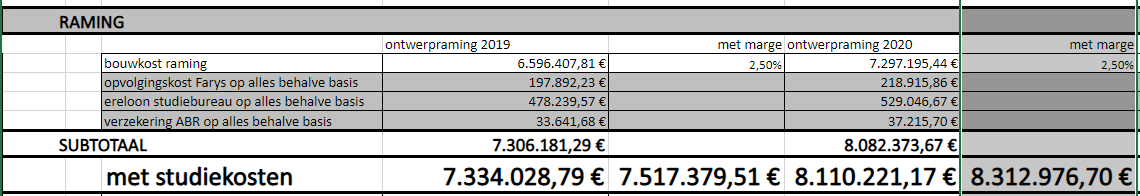 RAMING
ontwerpraming 2019 met marge ontwerpraming 2020 met marge
bouwkost raming 6.596.407,81 € 2,50% 7.297.195,44 € 2,50%
opvolgingskost Farys op alles behalve basis 197.892,23 € 218.915,86 €
ereloon studiebureau op alles behalve basis 478.239,57 € 529.046,67 €
verzekering ABR op alles behalve basis 33.641,68 € 37.215,70 €
SUBTOTAAL 7.306.181,29 € 8.082.373,67 €
met studiekosten 7.334.028,79 € 7.517.379,51 € 8.110.221,17 € 8.312.976,70 €